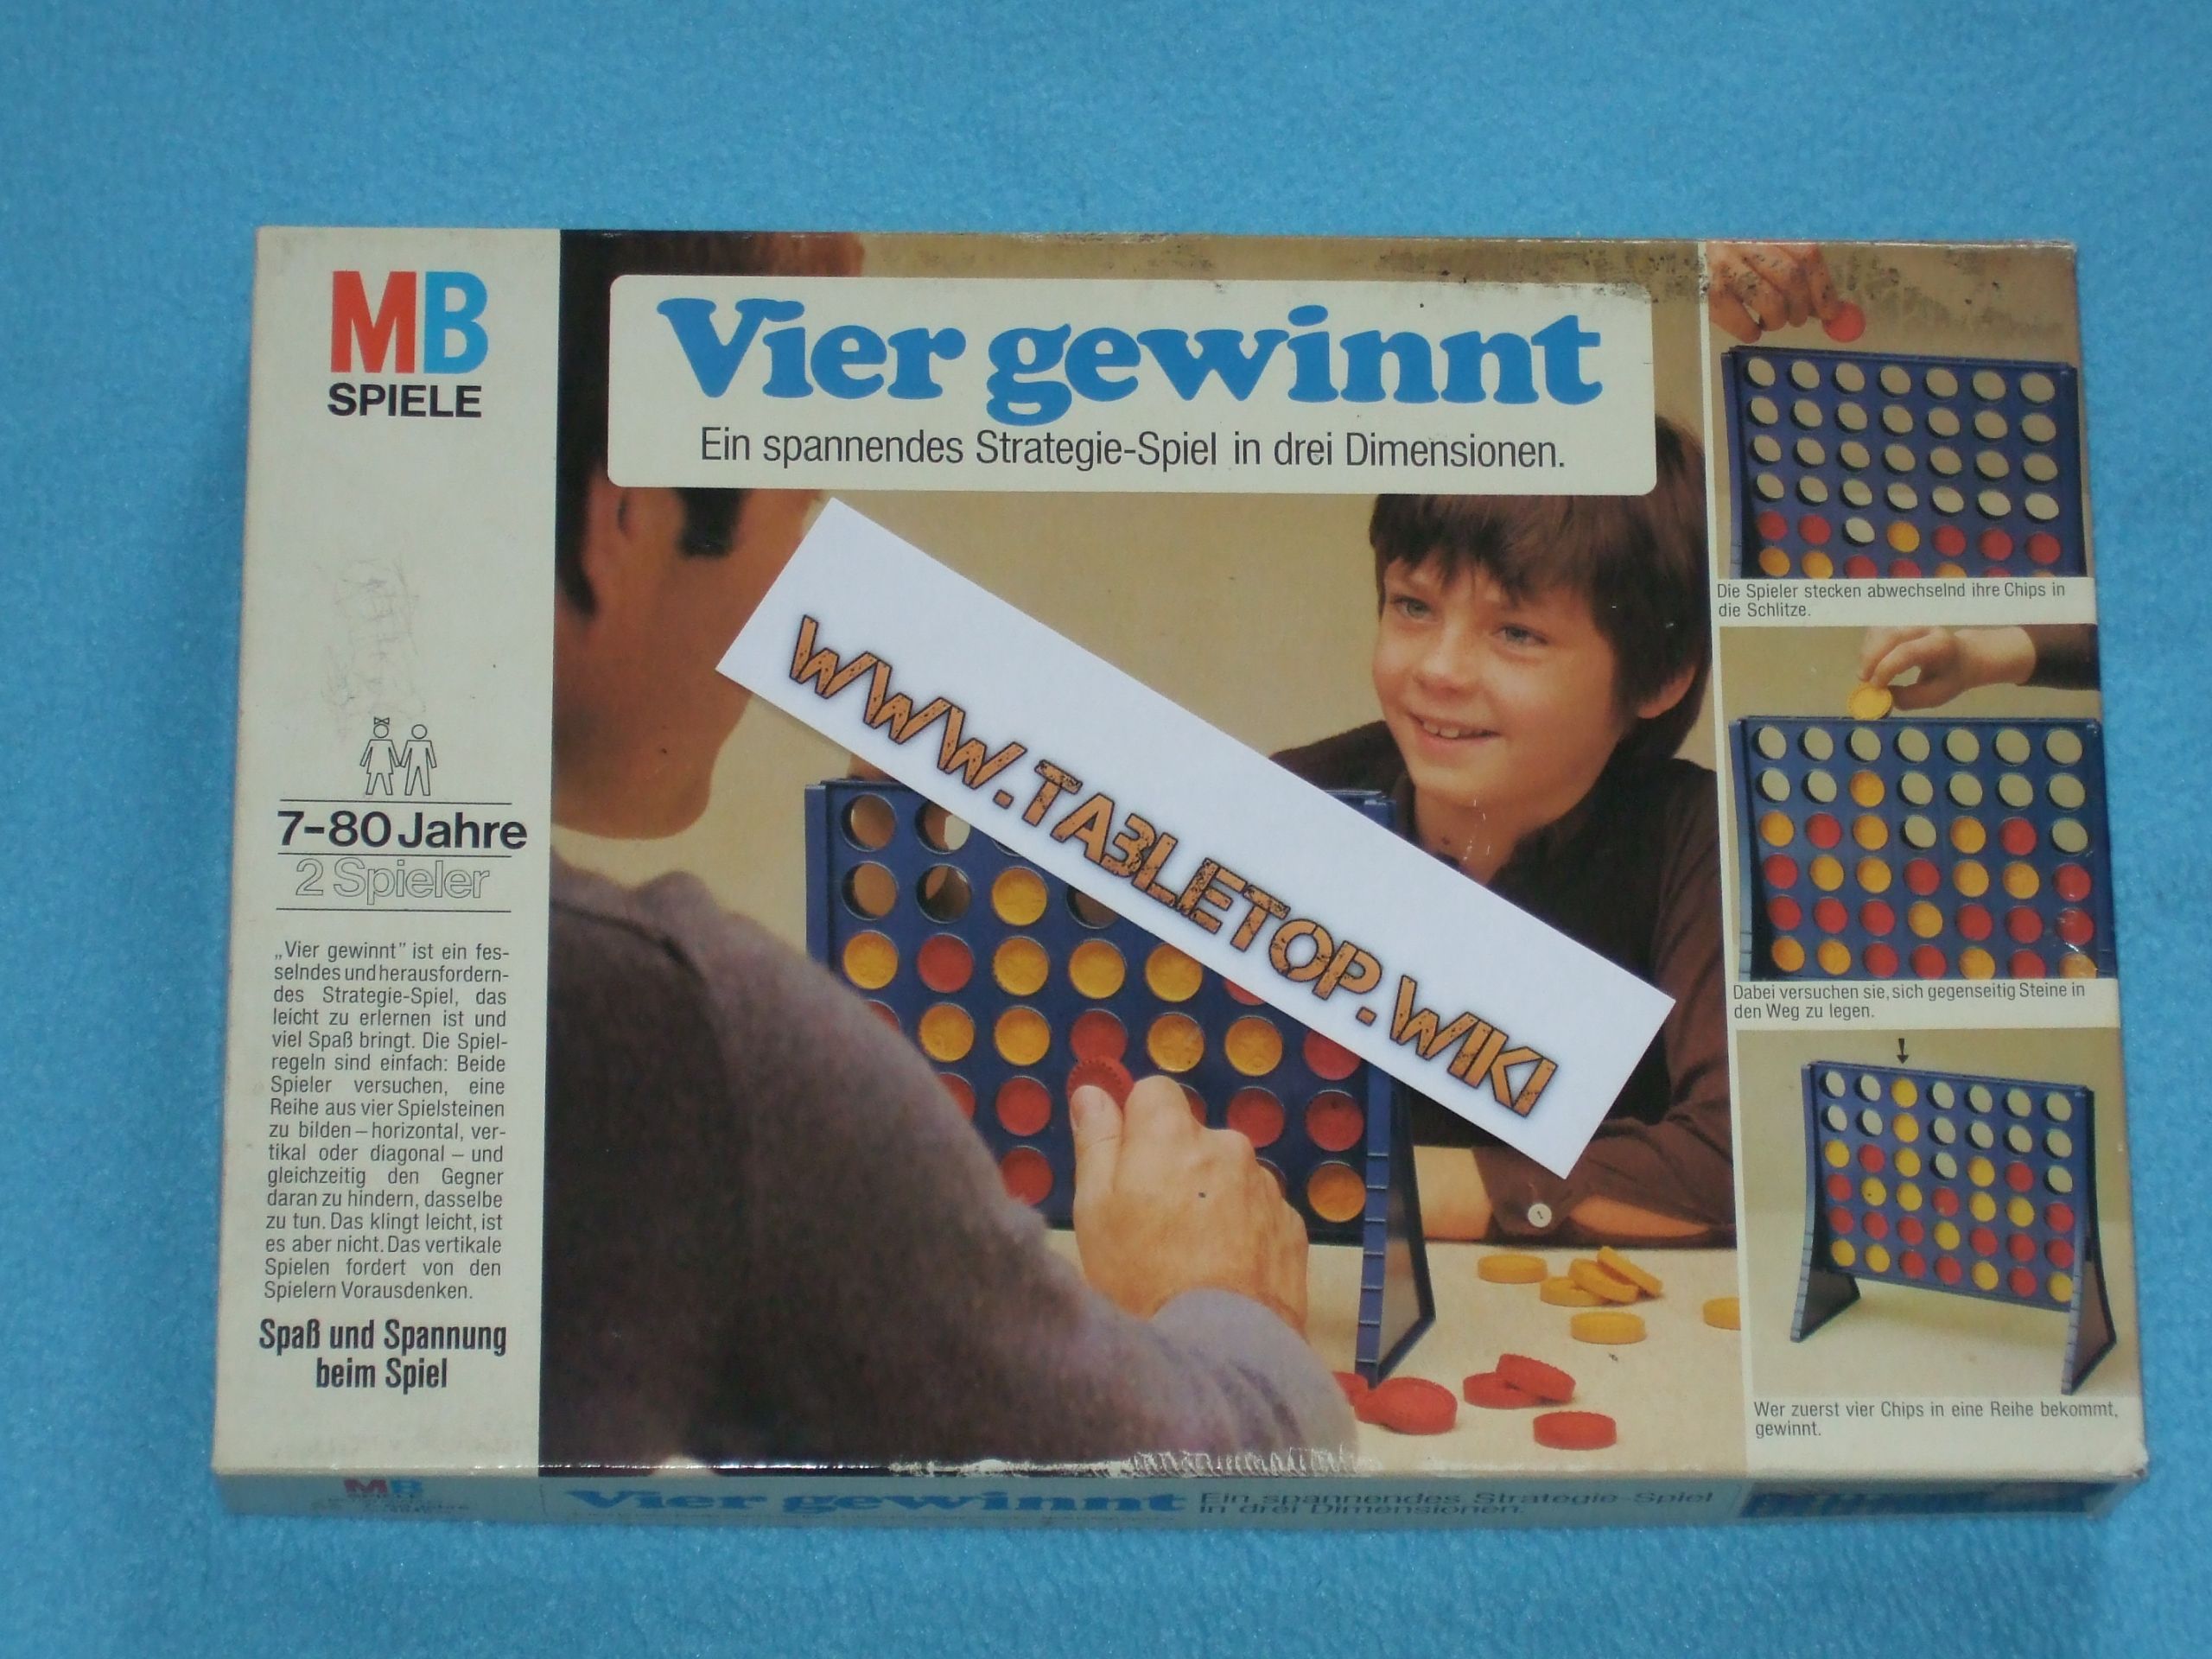 MB
SPIELE
Vier gewinnt
Ein spannendes Strategie-Spiel in drei Dimensionen.
7-80 Jahre
2 Spieler
„Vier gewinnt" ist ein fes-
selndes und herausfordern-
des Strategie-Spiel, das
leicht zu erlernen ist und
viel Spaß bringt. Die Spiel-
regeln sind einfach: Beide
Spieler versuchen, eine
Reihe aus vier Spielsteinen
zu bilden – horizontal, ver-
tikal oder diagonal – und
gleichzeitig den Gegner
daran zu hindern, dasselbe
zu tun. Das klingt leicht, ist
es aber nicht. Das vertikale
Spielen fordert von den
Spielern Vorausdenken.
Spaß und Spannung
beim Spiel
WWW.TA3LETOP.WIKI
Die Spieler stecken abwechselnd ihre Chips in
die Schlitze.
Dabei versuchen sie, sich gegenseitig Steine in
den Weg zu legen.
Wer zuerst vier Chips in eine Reihe bekommt,
gewinnt.
MB
Vier gewinnt
Ein spannendes Strategie-Spiel
in drei Dimensionen.